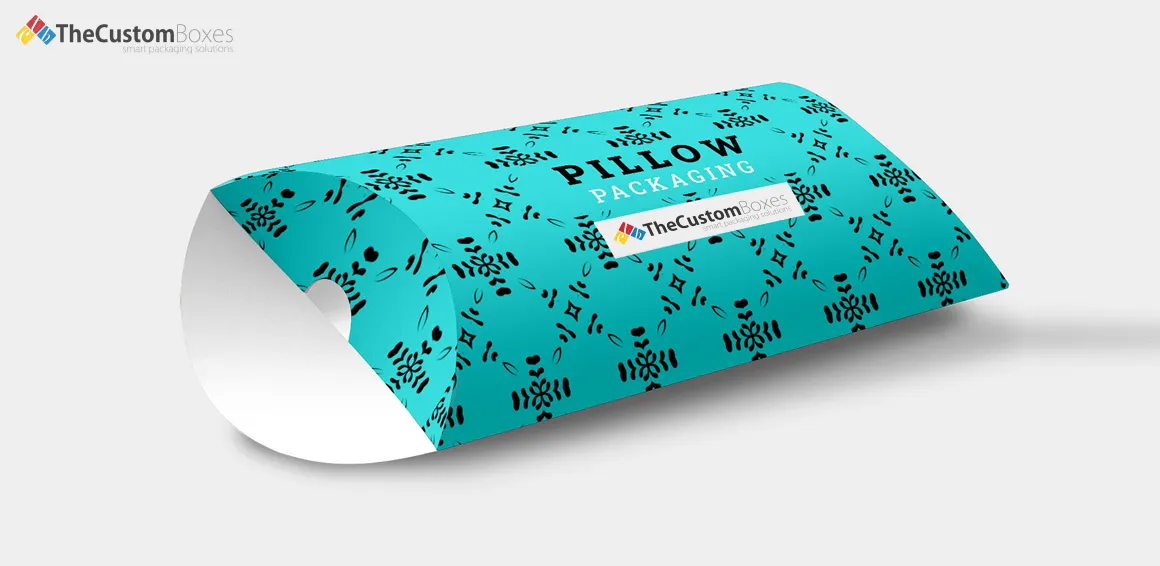 TheCustomBoxes
smart packaging solutions
PILLOW
PACKAGING
TheCustomBoxes
smart packaging solutions